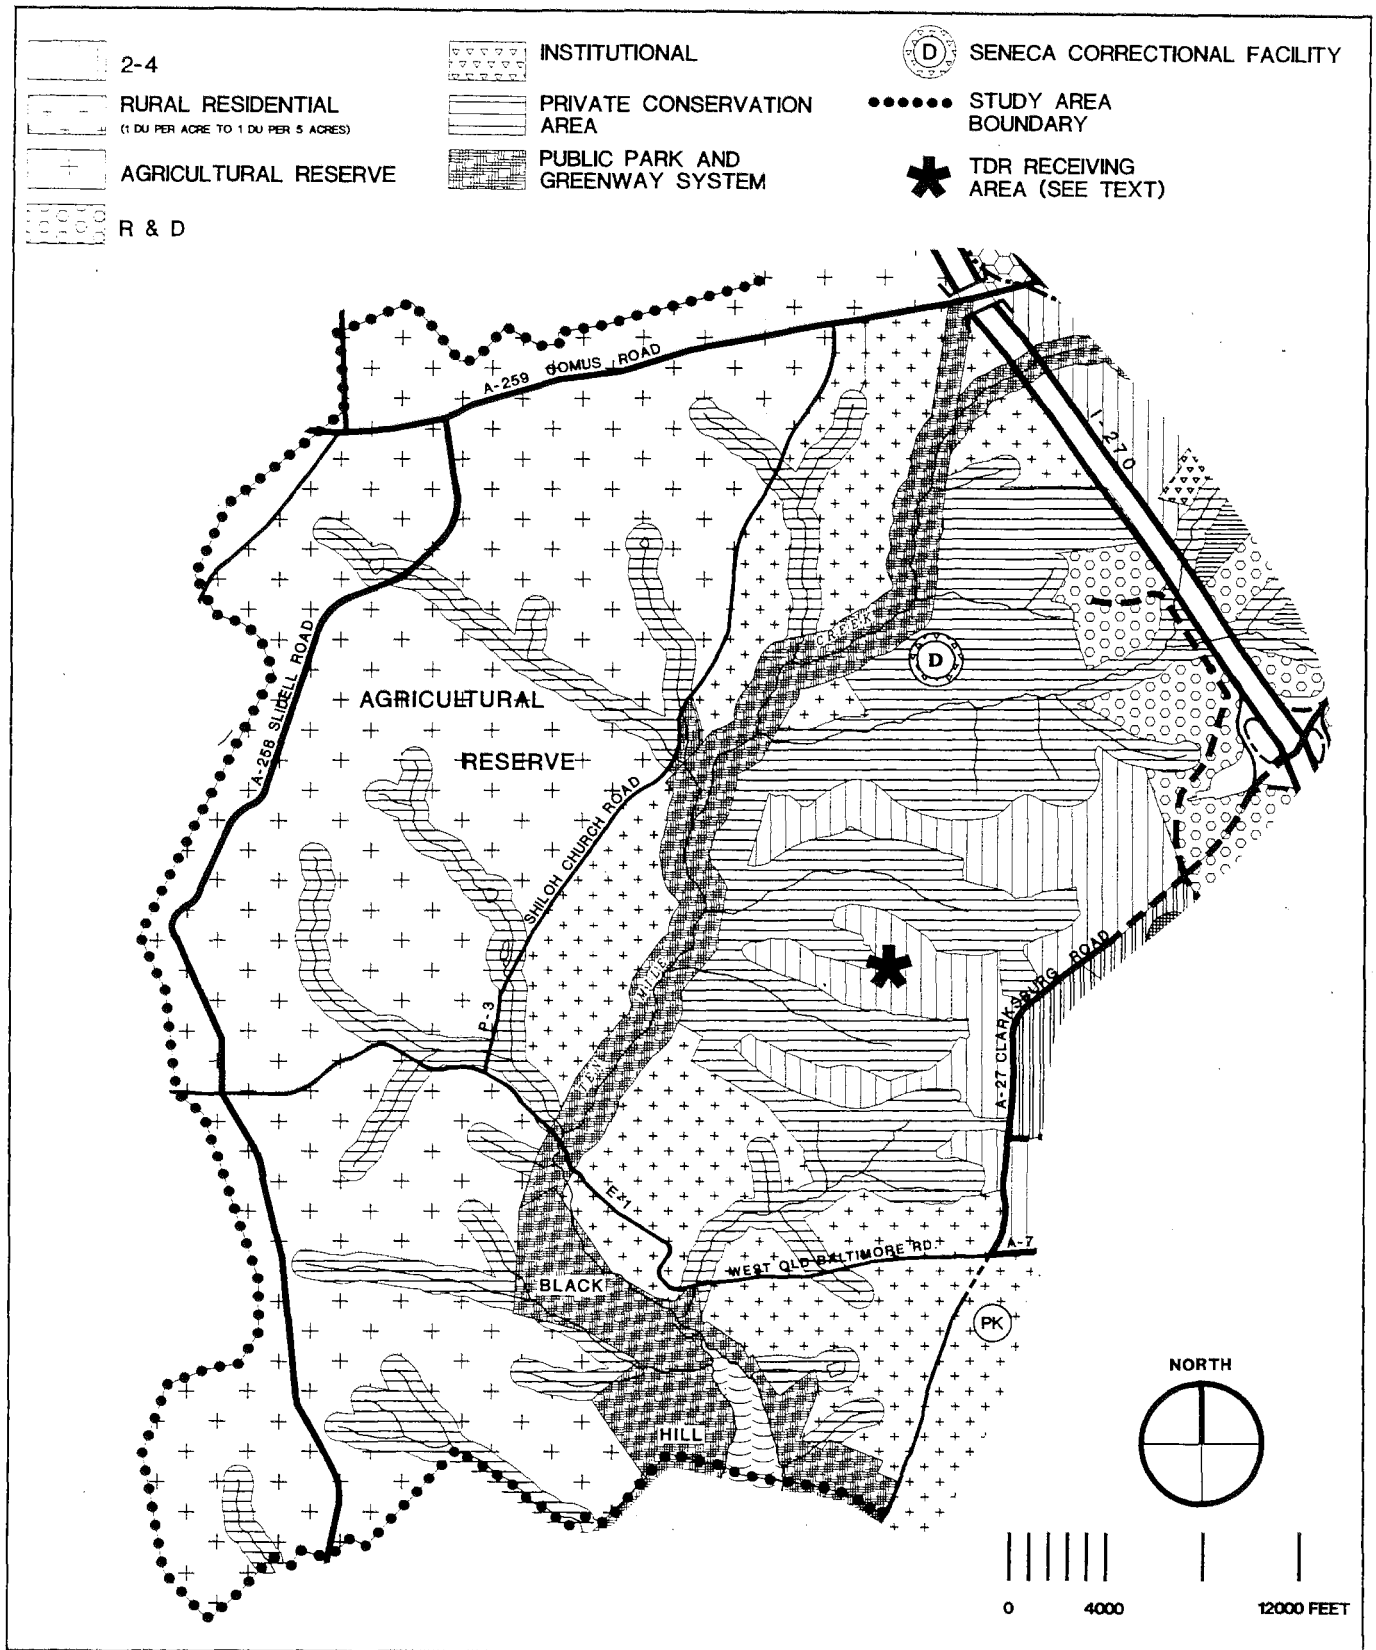 2-4
RURAL RESIDENTIAL
(1 DU PER ACRE TO 1 DU PER 5 ACRES)
AGRICULTURAL RESERVE
R & D
INSTITUTIONAL
PRIVATE CONSERVATION
AREA
PUBLIC PARK AND
GREENWAY SYSTEM
D
SENECA CORRECTIONAL FACILITY
STUDY AREA
BOUNDARY
TDR RECEIVING
AREA (SEE TEXT)
A-259 COMUS ROAD
I-270
CREEK
D
A-258 SLIDELL ROAD
AGRICULTURAL
RESERVE
SHILOH CHURCH ROAD
MILE
A-27 CLARKSBURG ROAD
P-3
TEN
E-1
A-7
WEST OLD BALTIMORE RD.
BLACK
PK
HILL
NORTH
0 4000 12000 FEET